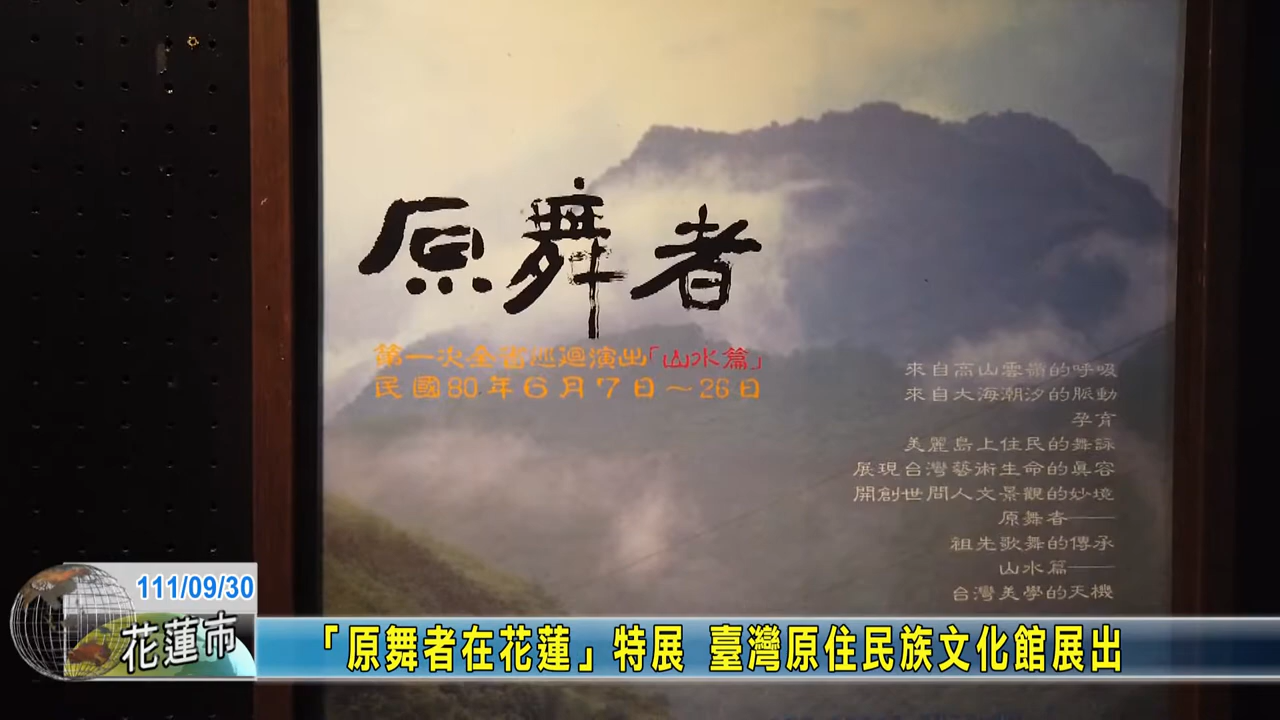 原舞者
第一次全省巡迴演出「山水篇」
民國80年6月7日～26日
來自高山雲嶺的呼吸
來自大海潮汐的脈動
孕育
美麗島上住民的舞詠
展現台灣藝術生命的真容
開創世間人文景觀的妙境
原舞者──
祖先歌舞的傳承
山水篇──
台灣美學的天機
111/09/30
花蓮市
「原舞者在花蓮」特展 臺灣原住民族文化館展出